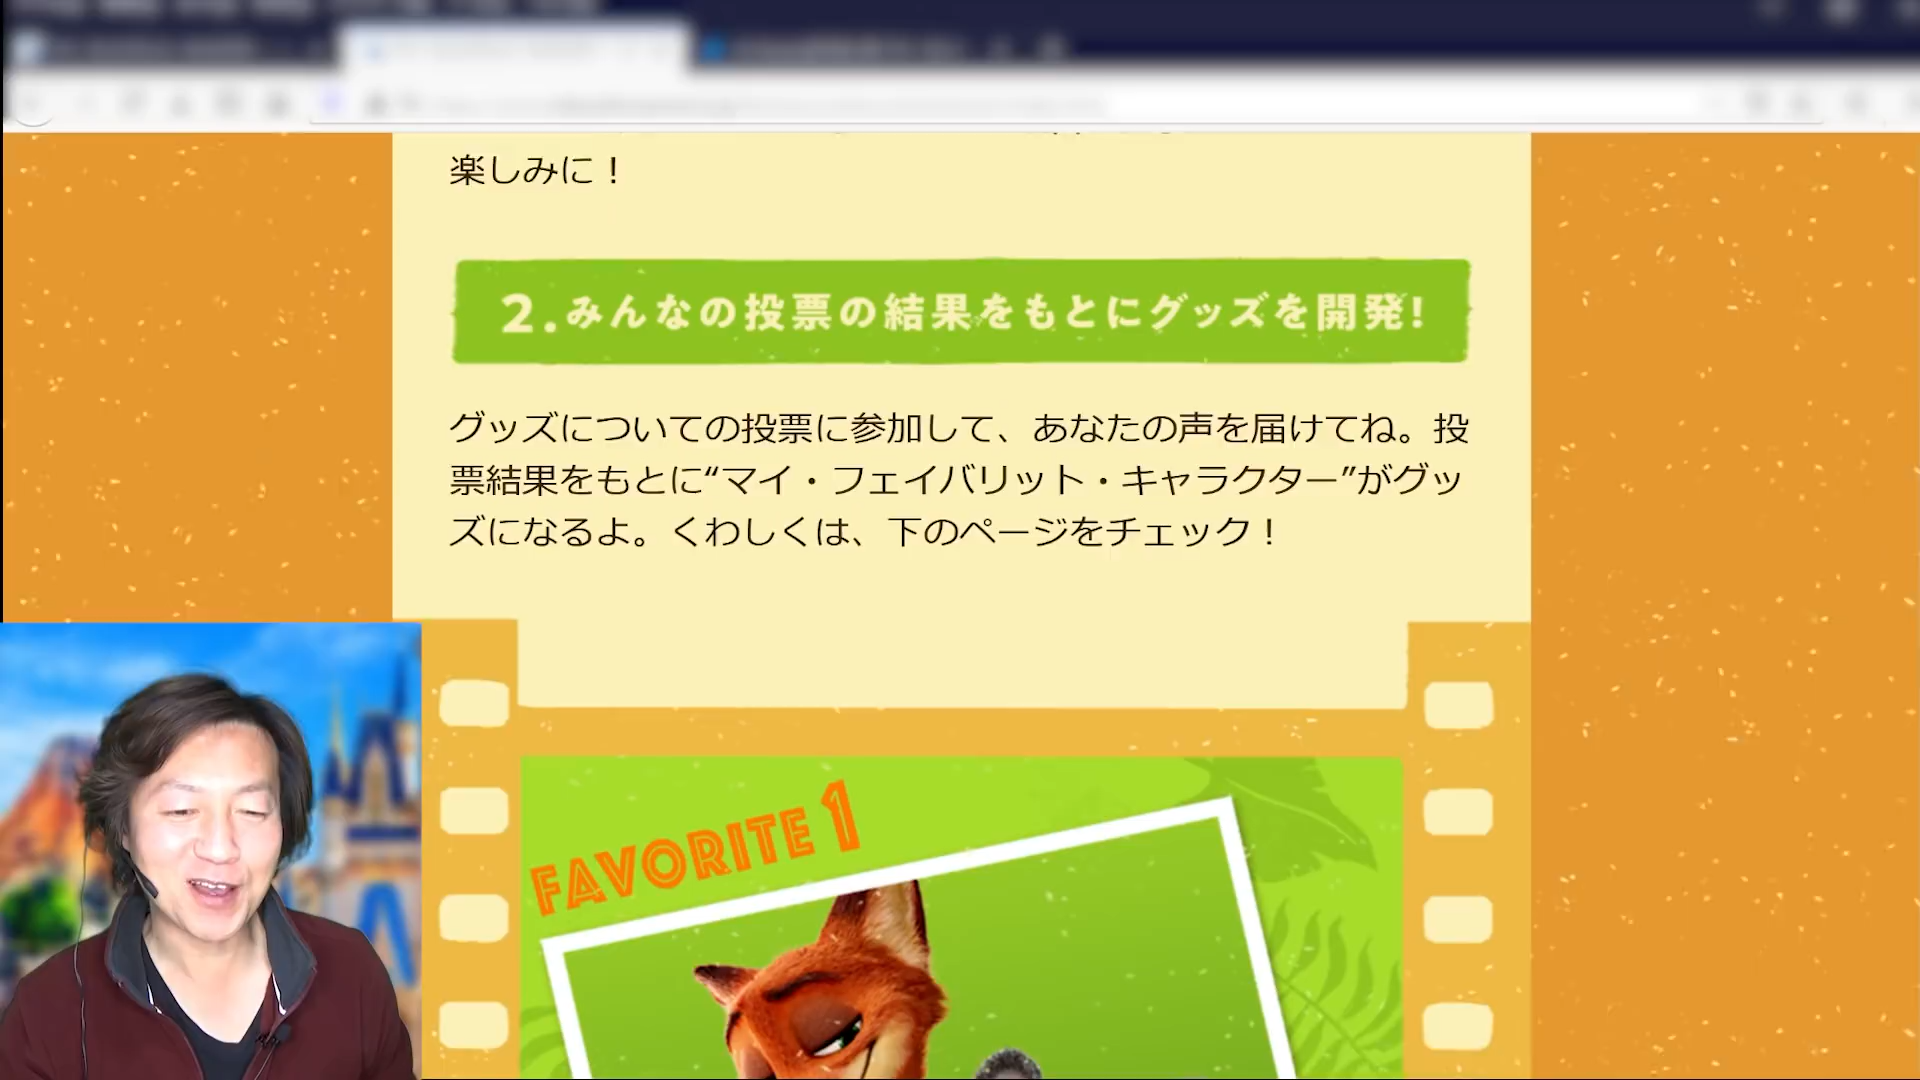 楽しみに！
2.みんなの投票の結果をもとにグッズを開発!
グッズについての投票に参加して、あなたの声を届けてね。投
票結果をもとに“マイ・フェイバリット・キャラクター”がグッ
ズになるよ。くわしくは、下のページをチェック！
FAVORITE 1